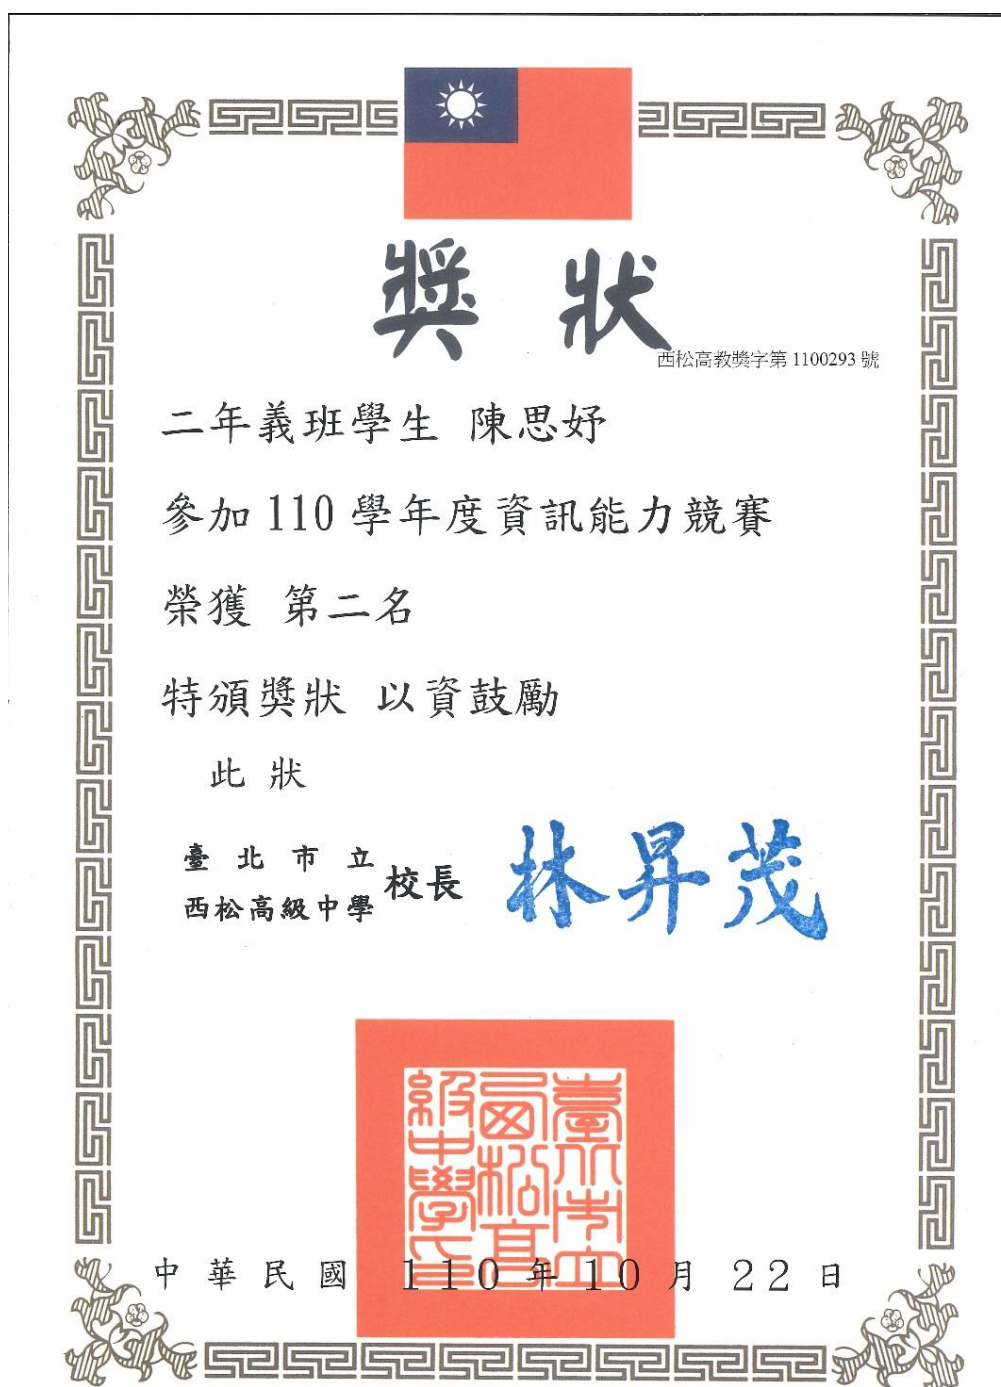 獎狀
西松高教獎字第 1100293 號
二年義班學生 陳思妤
參加 110 學年度資訊能力競賽
榮獲 第二名
特頒獎狀 以資鼓勵
此狀
臺北市立
西松高級中學 校長 林昇茂
臺北市立西松高級中學印
中華民國 110 年 10 月 22 日